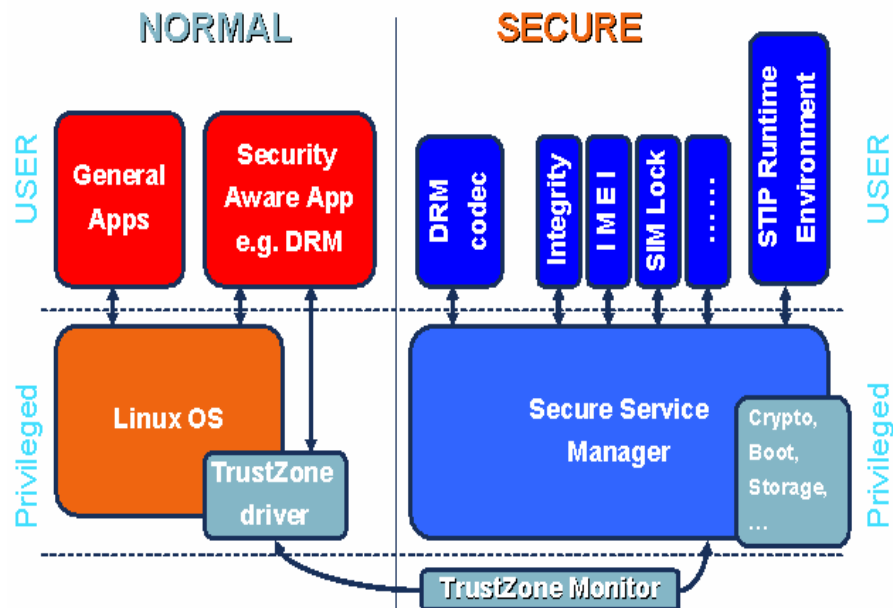 NORMAL
SECURE
USER
General
Apps
Security
Aware App
e.g. DRM
DRM
codec
Integrity
I M E I
SIM Lock
... ...
STIP Runtime
Environment
USER
Privileged
Linux OS
TrustZone
driver
Secure Service
Manager
Crypto,
Boot,
Storage,
...
Privileged
TrustZone Monitor